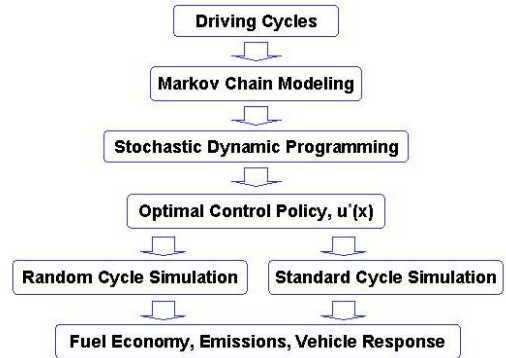 Driving Cycles
Markov Chain Modeling
Stochastic Dynamic Programming
Optimal Control Policy, u*(x)
Random Cycle Simulation
Standard Cycle Simulation
Fuel Economy, Emissions, Vehicle Response